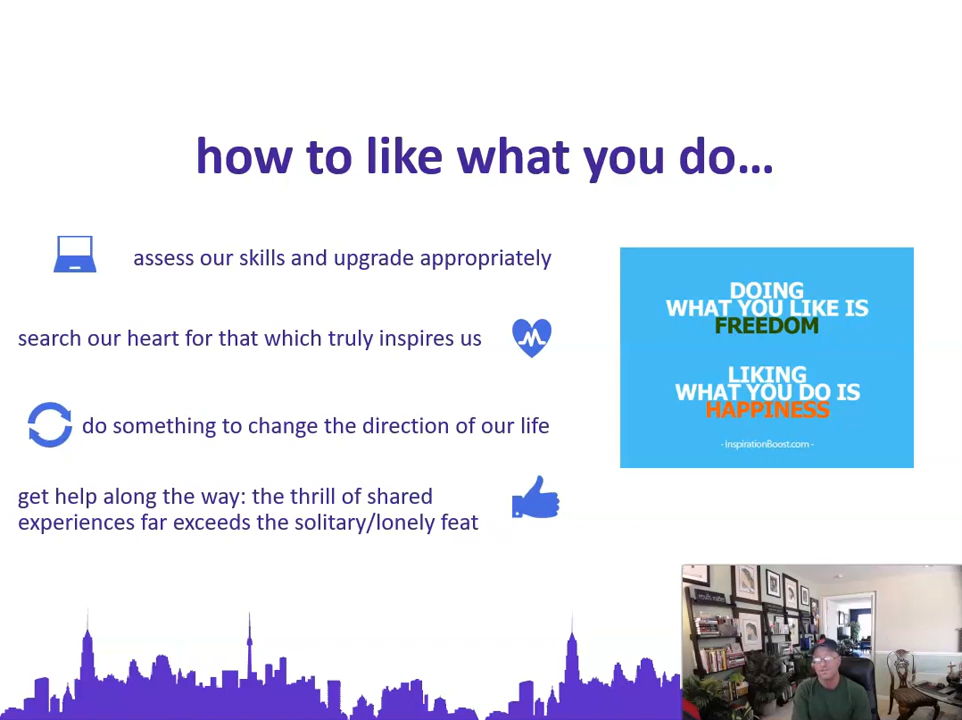 how to like what you do...
assess our skills and upgrade appropriately
search our heart for that which truly inspires us
do something to change the direction of our life
get help along the way: the thrill of shared
experiences far exceeds the solitary/lonely feat
DOING
WHAT YOU LIKE IS
FREEDOM
LIKING
WHAT YOU DO IS
HAPPINESS
- InspirationBoost.com -
results matter